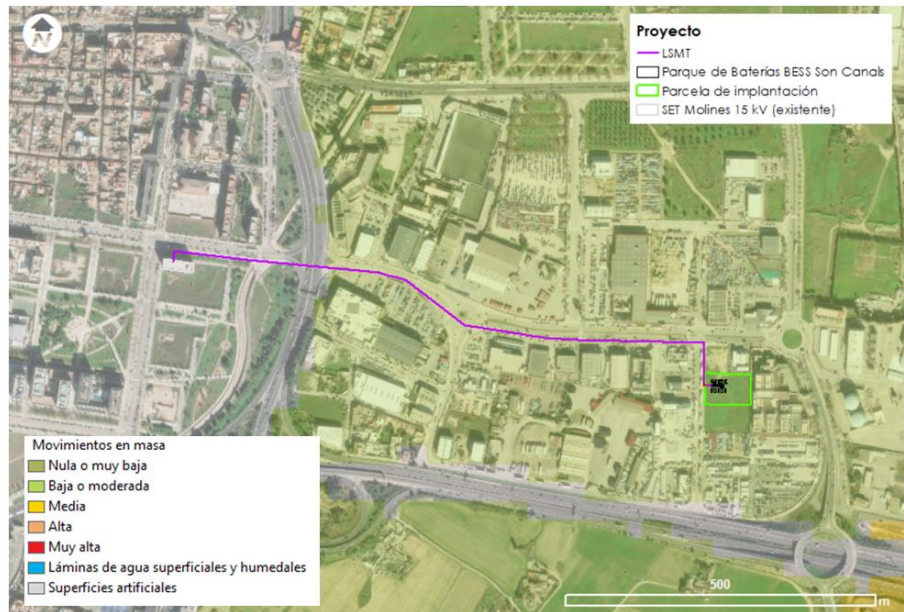 N
Proyecto
LSMT
Parque de Baterías BESS Son Canals
Parcela de implantación
SET Molines 15 kV (existente)
Movimientos en masa
Nula o muy baja
Baja o moderada
Media
Alta
Muy alta
Láminas de agua superficiales y humedales
Superficies artificiales
500
m